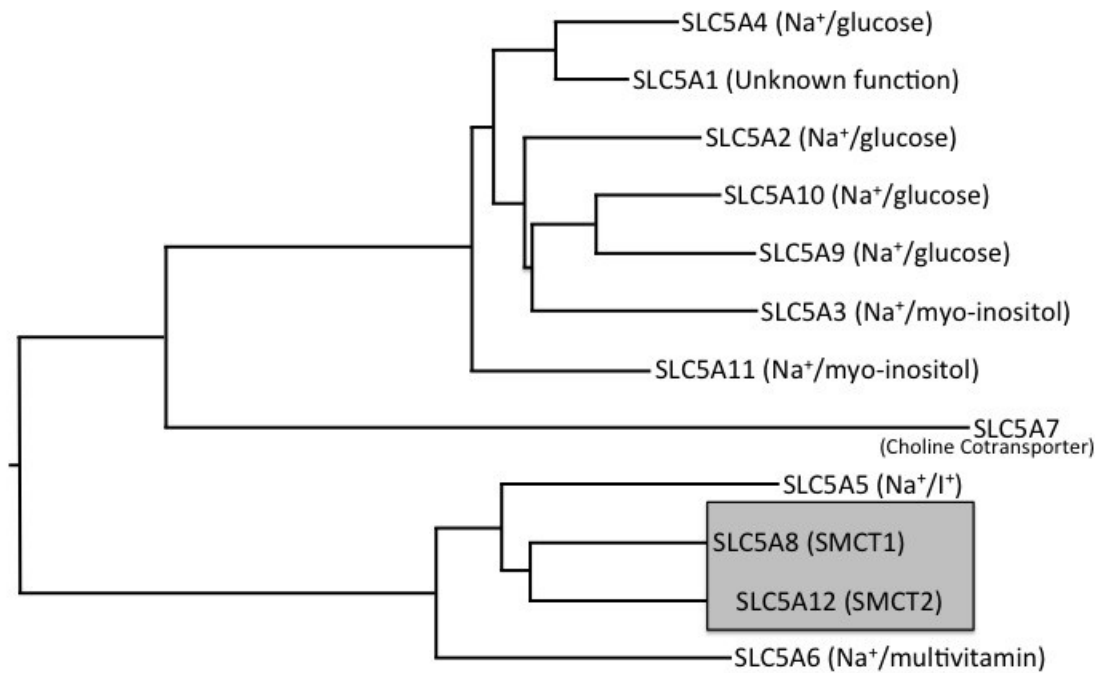 SLC5A4 (Na⁺/glucose)
SLC5A1 (Unknown function)
SLC5A2 (Na⁺/glucose)
SLC5A10 (Na⁺/glucose)
SLC5A9 (Na⁺/glucose)
SLC5A3 (Na⁺/myo-inositol)
SLC5A11 (Na⁺/myo-inositol)
SLC5A7
(Choline Cotransporter)
SLC5A5 (Na⁺/I⁺)
SLC5A8 (SMCT1)
SLC5A12 (SMCT2)
SLC5A6 (Na⁺/multivitamin)